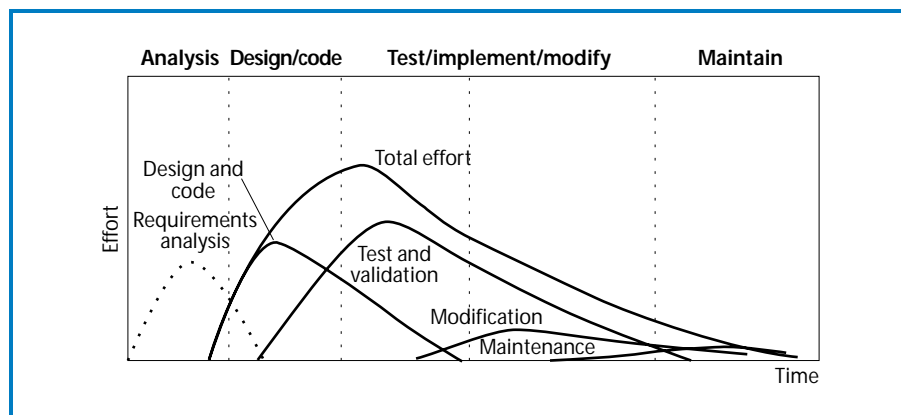 Analysis Design/code Test/implement/modify Maintain
Total effort
Design and
code
Requirements
analysis
Effort
Test and
validation
Modification
Maintenance
Time